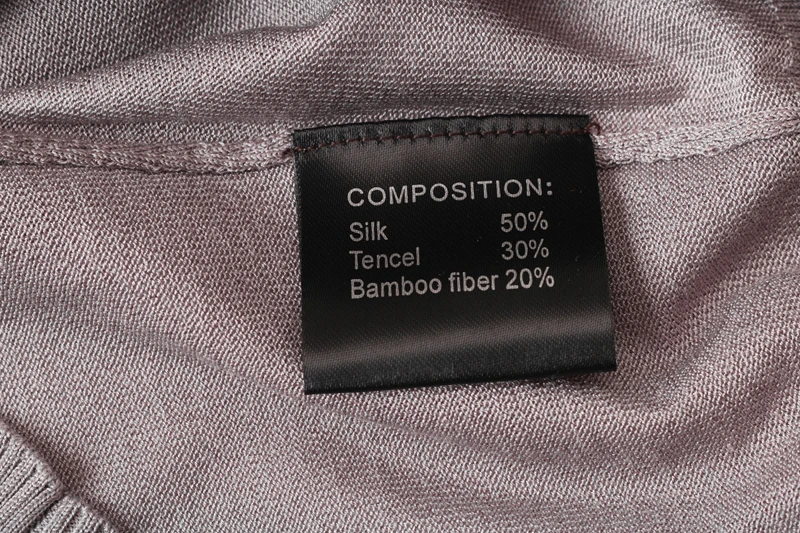 COMPOSITION:
Silk 50%
Tencel 30%
Bamboo fiber 20%